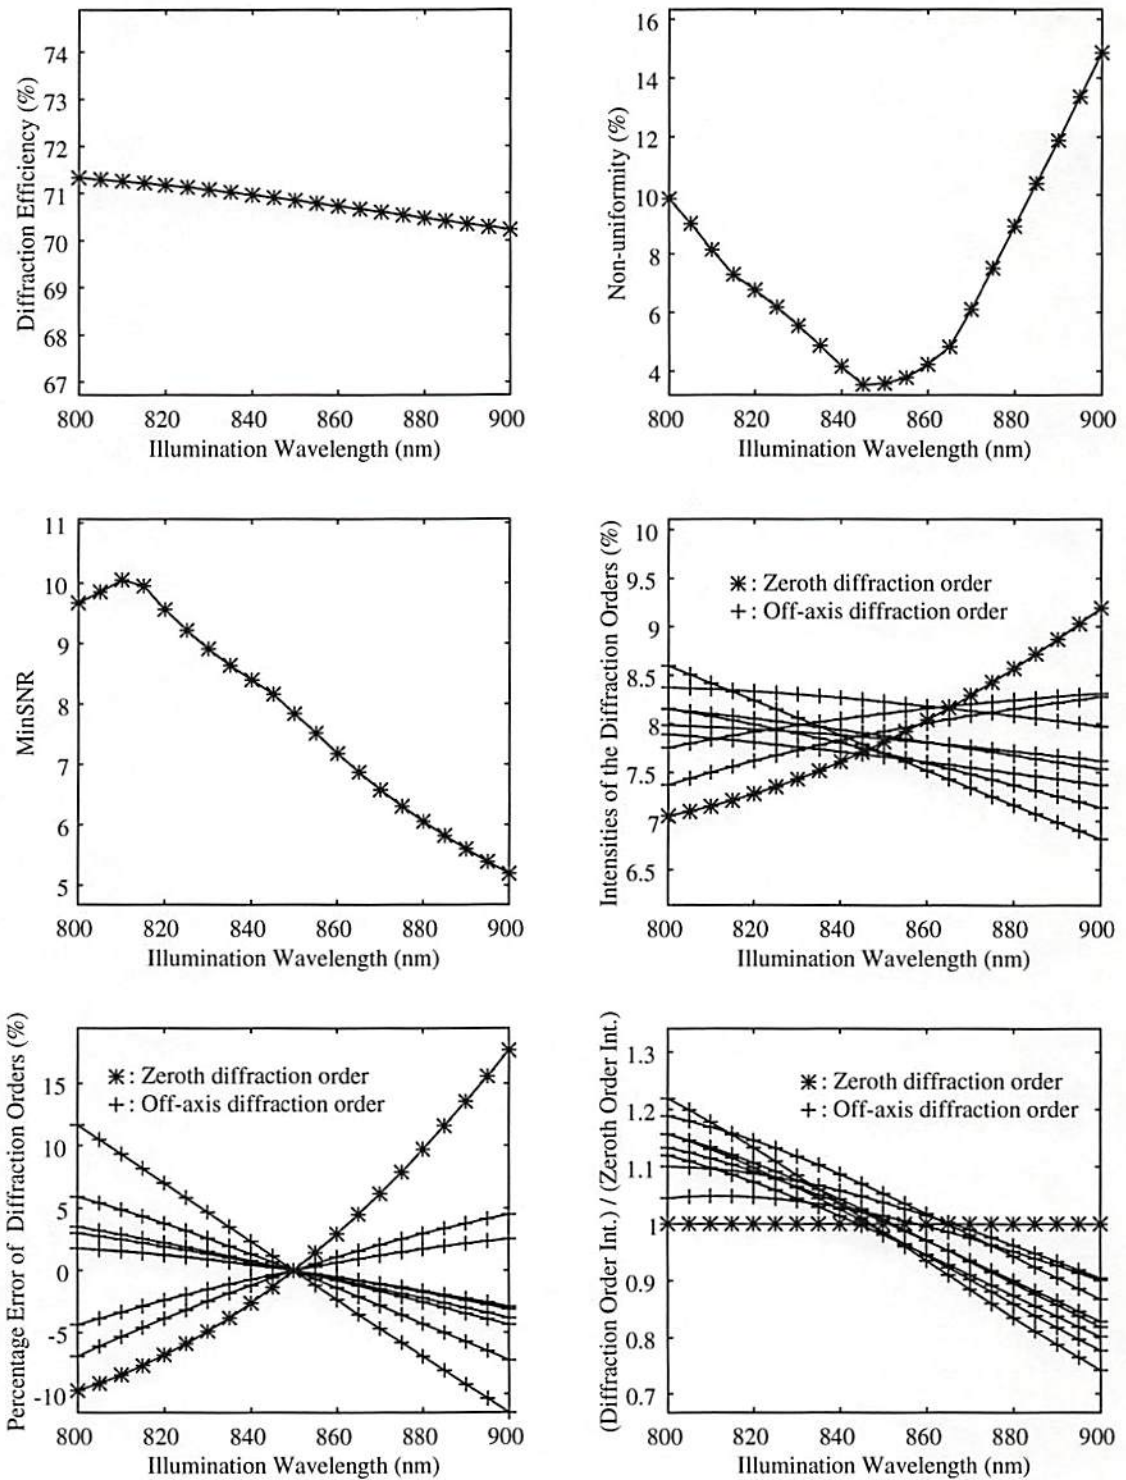 74
73
72
71
70
69
68
67
Diffraction Efficiency (%)
800 820 840 860 880 900
Illumination Wavelength (nm)
16
14
12
10
8
6
4
Non-uniformity (%)
800 820 840 860 880 900
Illumination Wavelength (nm)
11
10
9
8
7
6
5
MinSNR
800 820 840 860 880 900
Illumination Wavelength (nm)
10
9.5
9
8.5
8
7.5
7
6.5
Intensities of the Diffraction Orders (%)
∗ : Zeroth diffraction order
+ : Off-axis diffraction order
800 820 840 860 880 900
Illumination Wavelength (nm)
15
10
5
0
-5
-10
Percentage Error of Diffraction Orders (%)
∗ : Zeroth diffraction order
+ : Off-axis diffraction order
800 820 840 860 880 900
Illumination Wavelength (nm)
1.3
1.2
1.1
1
0.9
0.8
0.7
(Diffraction Order Int.) / (Zeroth Order Int.)
∗ : Zeroth diffraction order
+ : Off-axis diffraction order
800 820 840 860 880 900
Illumination Wavelength (nm)